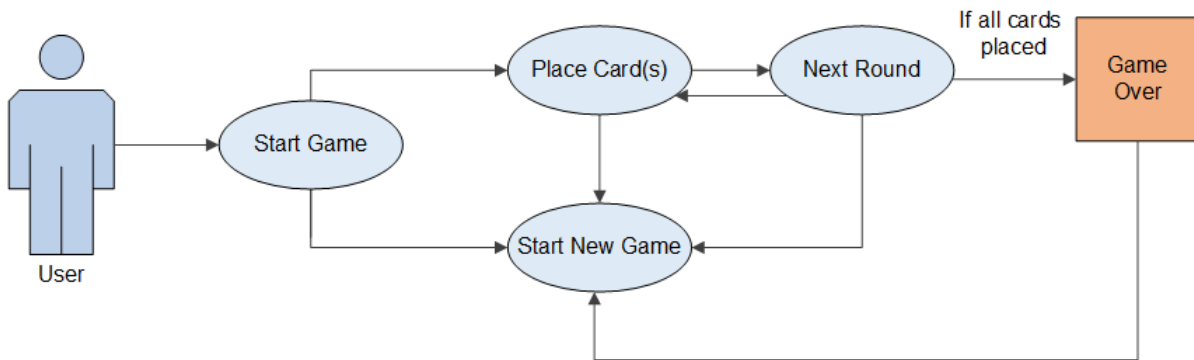 If all cards
placed
Place Card(s)
Next Round
Game
Over
Start Game
Start New Game
User